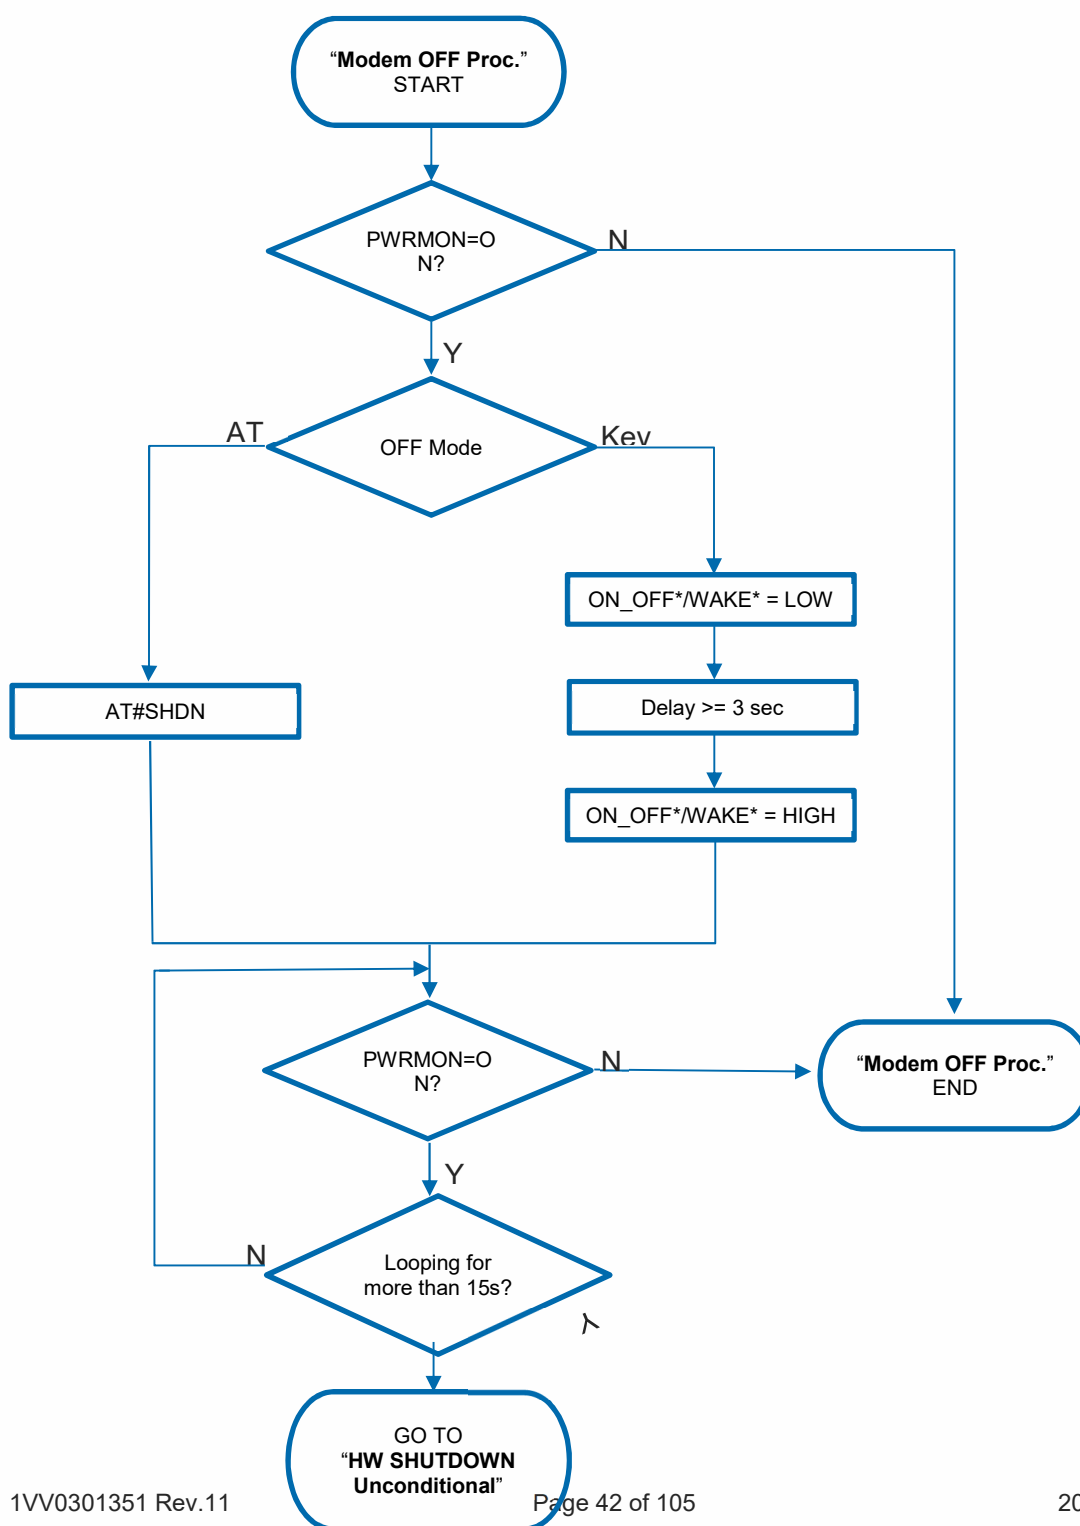 “Modem OFF Proc.”
START
PWRMON=O
N?
N
Y
OFF Mode
AT
Key
ON_OFF*/WAKE* = LOW
Delay >= 3 sec
AT#SHDN
ON_OFF*/WAKE* = HIGH
PWRMON=O
N?
N
“Modem OFF Proc.”
END
Y
Looping for
more than 15s?
N
Y
GO TO
“HW SHUTDOWN
Unconditional”
1VV0301351 Rev.11
Page 42 of 105
20